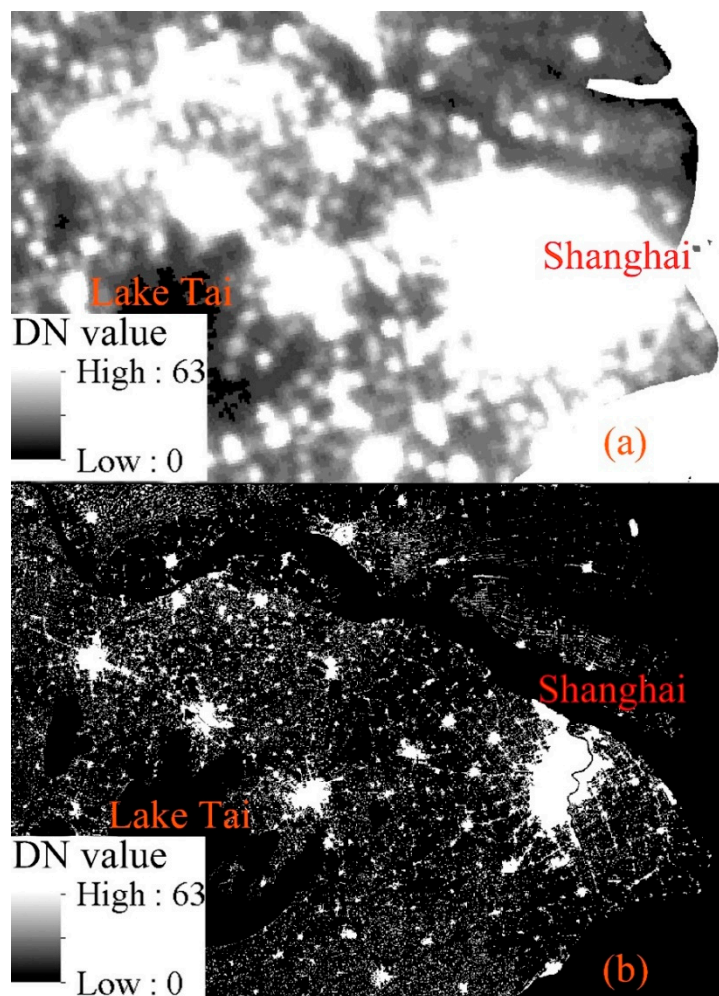 Shanghai
Lake Tai
DN value
High : 63
Low : 0
(a)
Shanghai
Lake Tai
DN value
High : 63
Low : 0
(b)